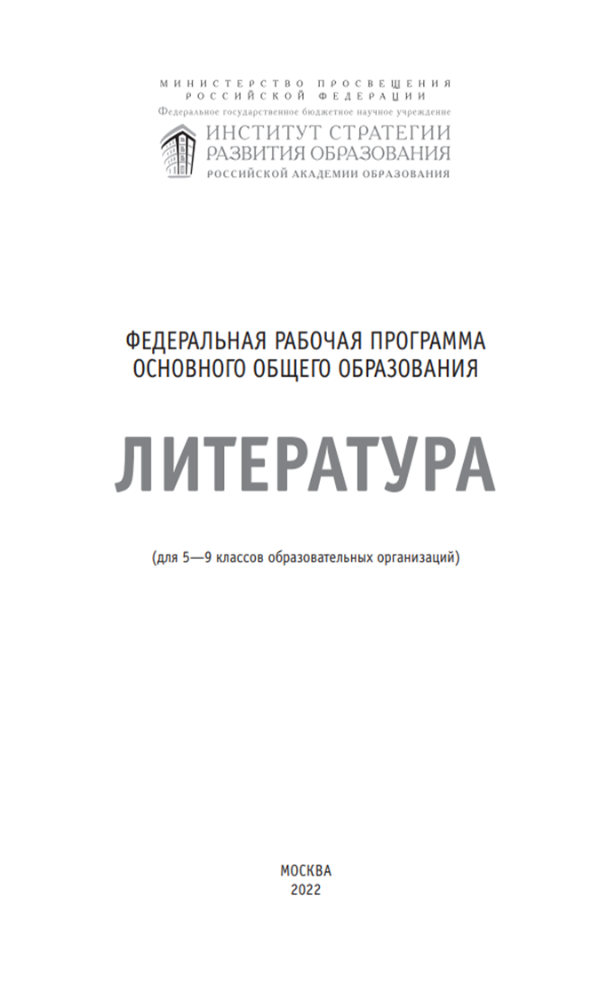 МИНИСТЕРСТВО ПРОСВЕЩЕНИЯ
РОССИЙСКОЙ ФЕДЕРАЦИИ
Федеральное государственное бюджетное научное учреждение
ИНСТИТУТ СТРАТЕГИИ
РАЗВИТИЯ ОБРАЗОВАНИЯ
РОССИЙСКОЙ АКАДЕМИИ ОБРАЗОВАНИЯ
ФЕДЕРАЛЬНАЯ РАБОЧАЯ ПРОГРАММА
ОСНОВНОГО ОБЩЕГО ОБРАЗОВАНИЯ
ЛИТЕРАТУРА
(для 5—9 классов образовательных организаций)
МОСКВА
2022